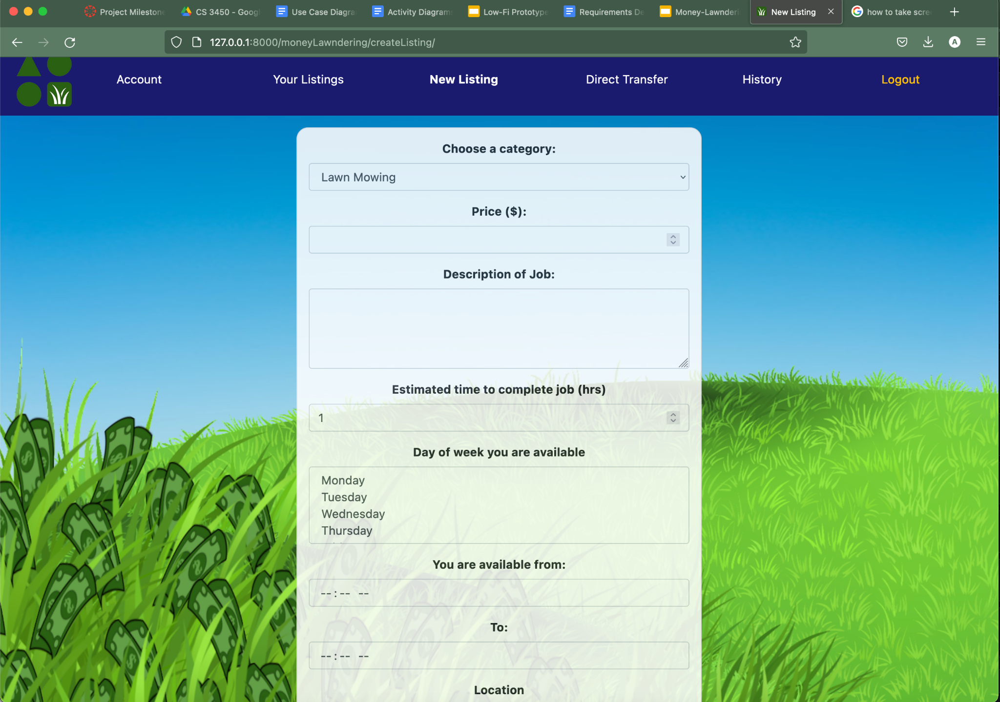 Project Milestone
CS 3450 - Googl
Use Case Diagra
Activity Diagrams
Low-Fi Prototype
Requirements De
Money-Lawnderi
New Listing
how to take scre
127.0.0.1:8000/moneyLawndering/createListing/
A
Account
Your Listings
New Listing
Direct Transfer
History
Logout
Choose a category:
Lawn Mowing
Price ($):
Description of Job:
Estimated time to complete job (hrs)
1
Day of week you are available
Monday
Tuesday
Wednesday
Thursday
You are available from:
--:-- --
To:
--:-- --
Location